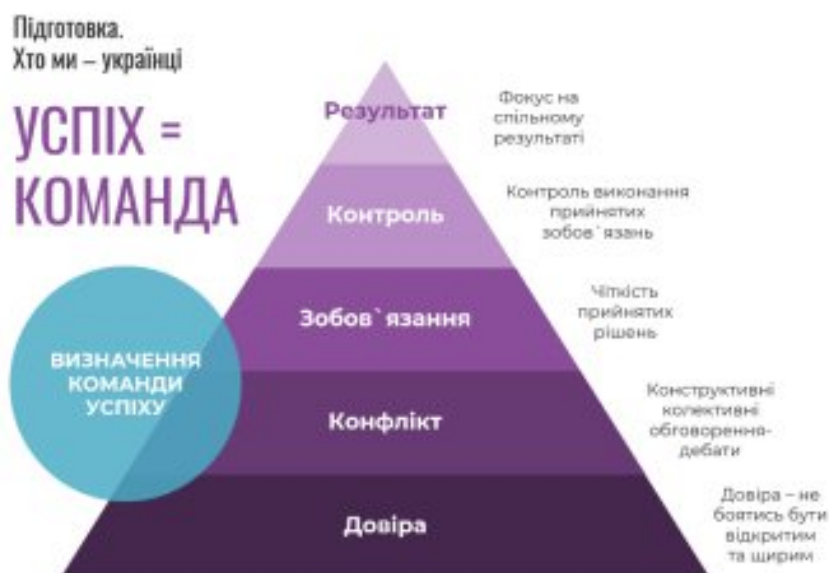 Підготовка.
Хто ми – українці
УСПІХ =
КОМАНДА
Результат
Фокус на
спільному
результаті
Контроль
Контроль виконання
прийнятих
зобов`язань
Зобов`язання
Чіткість
прийнятих
рішень
ВИЗНАЧЕННЯ
КОМАНДИ
УСПІХУ
Конфлікт
Конструктивні
колективні
обговорення-
дебати
Довіра
Довіра – не
боятись бути
відкритим
та щирим